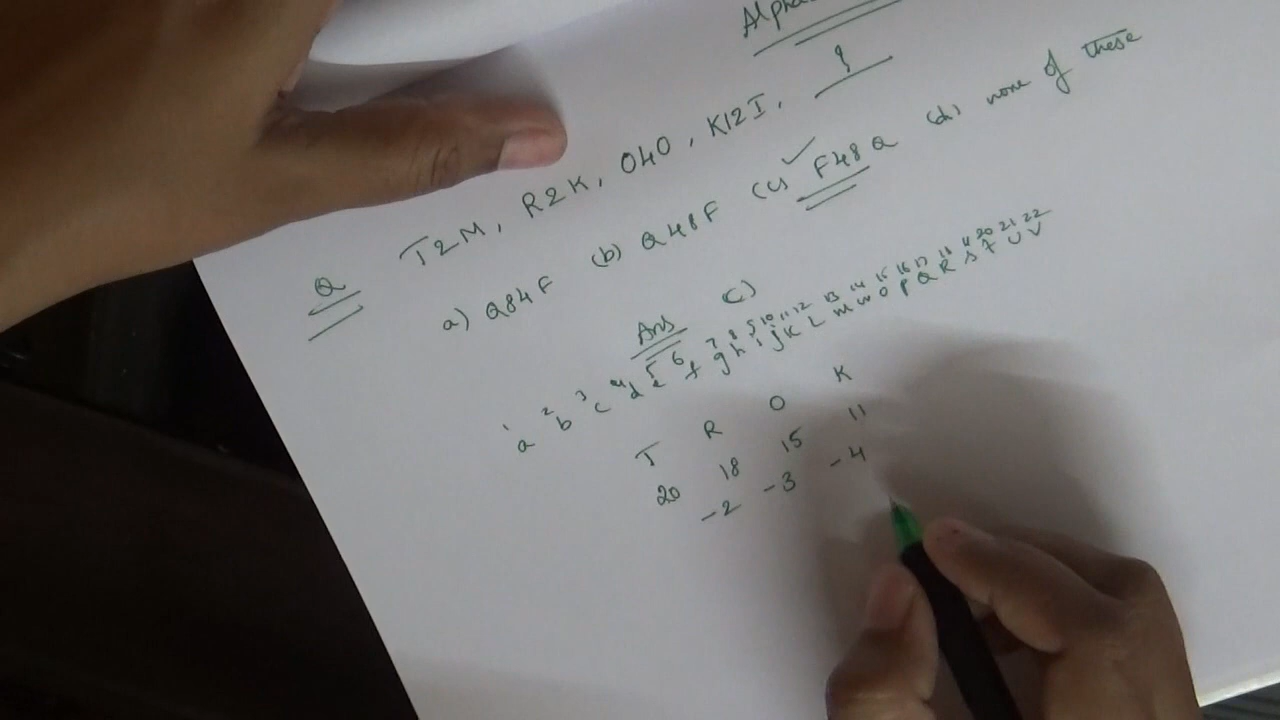 Alpha
Q T2M, R2K, O4O, K12I, ?
a) Q84F (b) Q48F (c) F48Q (d) none of these
Ans C)
1 2 3 4 5 6 7 8 9 10 11 12 13 14 15 16 17 18 19 20 21 22
a b c d e f g h i j K L m n O P Q R S T U V
T R O K
20 18 15 11
-2 -3 -4